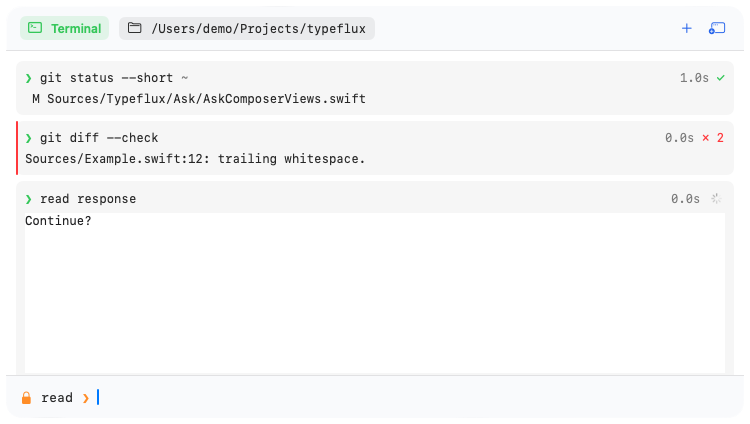 Terminal /Users/demo/Projects/typeflux +
❯ git status --short ~ 1.0s ✓
M Sources/Typeflux/Ask/AskComposerViews.swift
❯ git diff --check 0.0s × 2
Sources/Example.swift:12: trailing whitespace.
❯ read response 0.0s
Continue?
read ❯